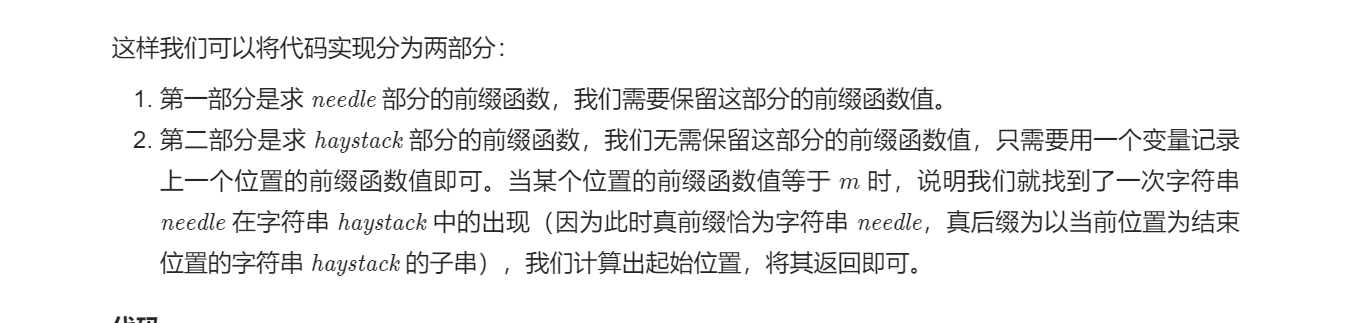 这样我们可以将代码实现分为两部分：
1. 第一部分是求 needle 部分的前缀函数，我们需要保留这部分的前缀函数值。
2. 第二部分是求 haystack 部分的前缀函数，我们无需保留这部分的前缀函数值，只需要用一个变量记录
上一个位置的前缀函数值即可。当某个位置的前缀函数值等于 m 时，说明我们就找到了一次字符串
needle 在字符串 haystack 中的出现（因为此时真前缀恰为字符串 needle，真后缀为以当前位置为结束
位置的字符串 haystack 的子串），我们计算出起始位置，将其返回即可。
代码